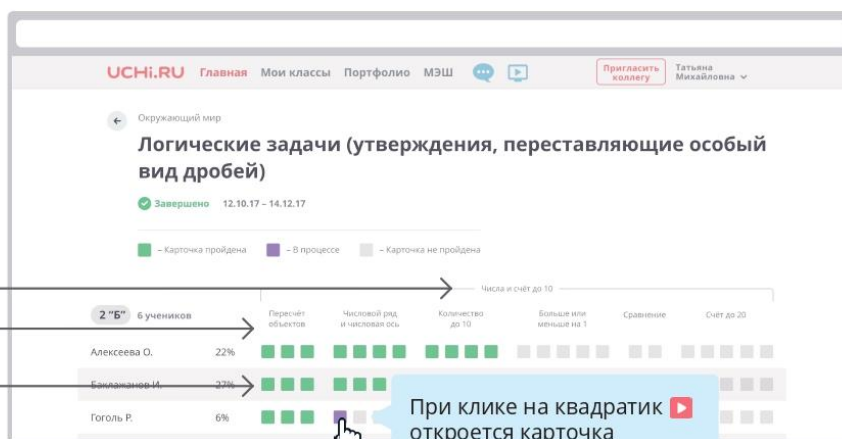 UCHi.RU Главная Мои классы Портфолио МЭШ Пригласить коллегу Татьяна Михайловна
Окружающий мир
Логические задачи (утверждения, переставляющие особый
вид дробей)
Завершено 12.10.17 – 14.12.17
– Карточка пройдена – В процессе – Карточка не пройдена
Числа и счёт до 10
2 "Б" 6 учеников
Пересчёт объектов
Числовой ряд и числовая ось
Количество до 10
Больше или меньше на 1
Сравнение
Счёт до 20
Алексеева О. 22%
Баклажанов И. 27%
Гоголь Р. 6%
При клике на квадратик
откроется карточка